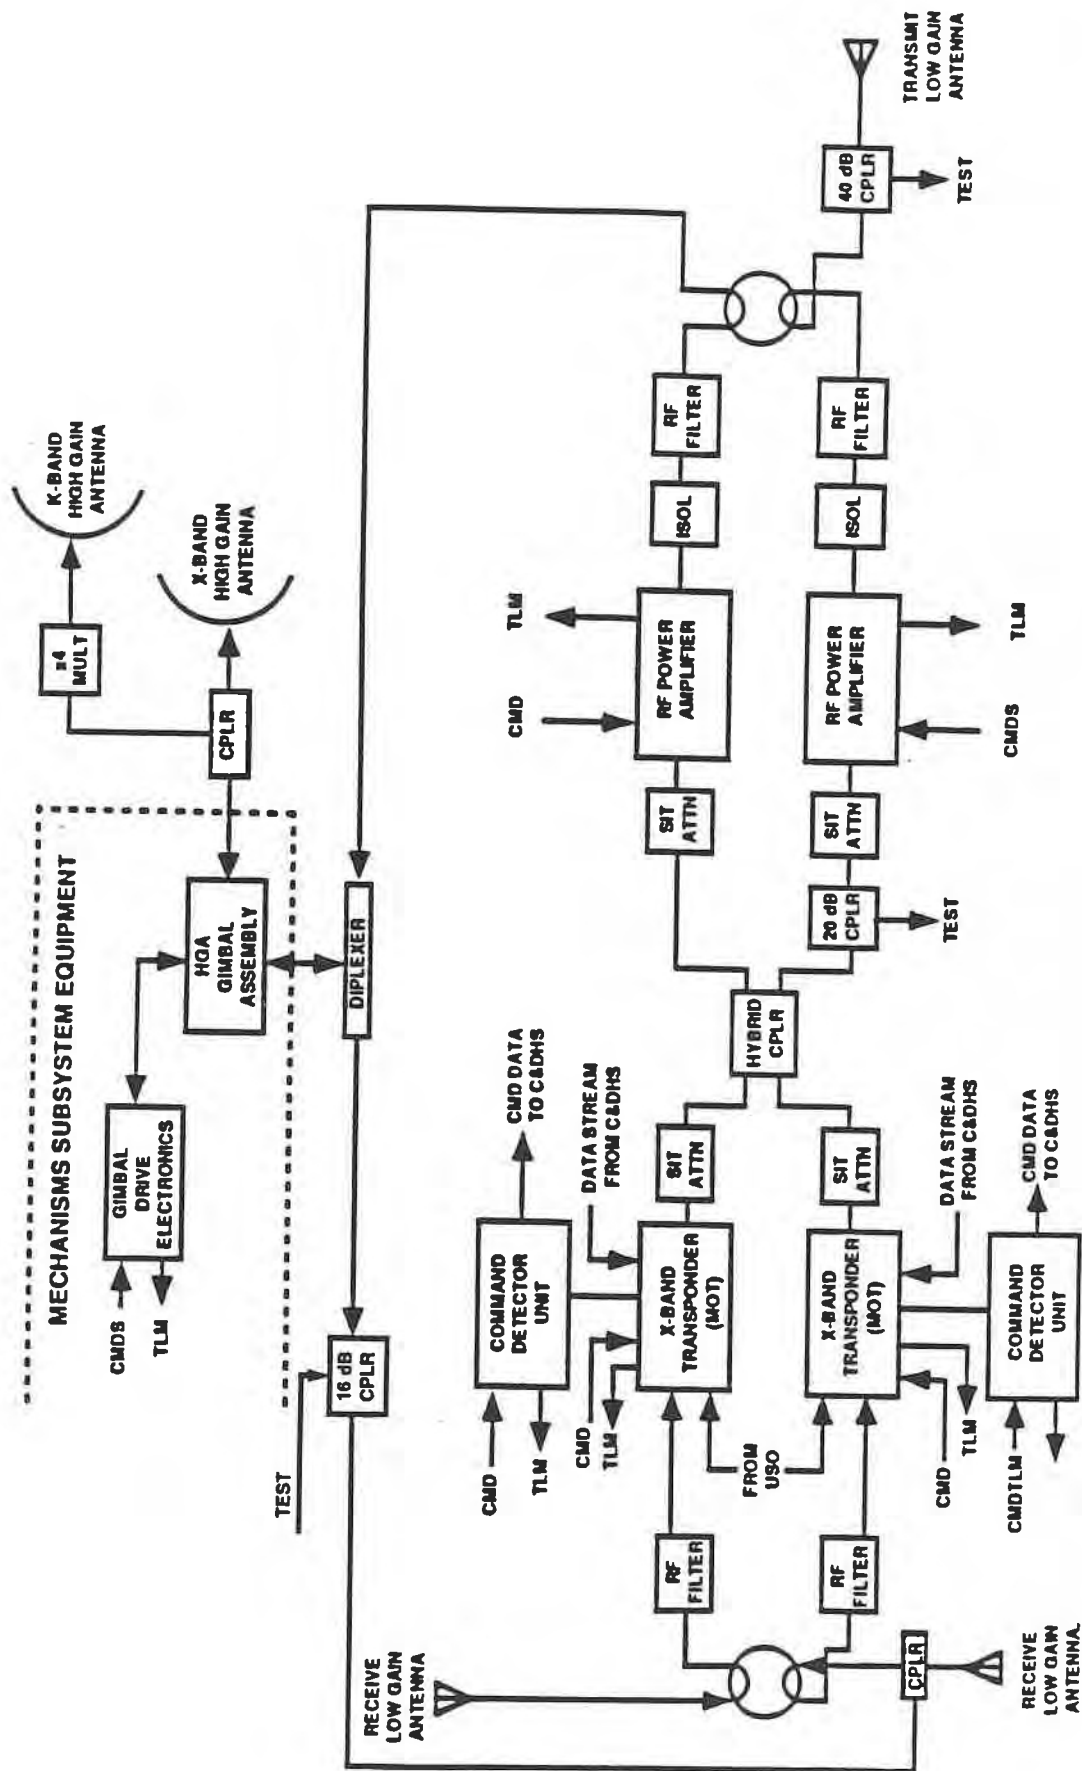 MECHANISMS SUBSYSTEM EQUIPMENT
CMDS
TLM
GIMBAL
DRIVE
ELECTRONICS
HGA
GIMBAL
ASSEMBLY
CPLR
x4
MULT
K-BAND
HIGH GAIN
ANTENNA
X-BAND
HIGH GAIN
ANTENNA
TEST
16 dB
CPLR
DIPLEXER
RECEIVE
LOW GAIN
ANTENNA
CMD
TLM
COMMAND
DETECTOR
UNIT
CMD DATA
TO C&DHS
DATA STREAM
FROM C&DHS
CMD
TLM
RF
FILTER
X-BAND
TRANSPONDER
(MOT)
SIT
ATTN
SIT
ATTN
CMD
TLM
RF POWER
AMPLIFIER
ISOL
RF
FILTER
FROM
USO
HYBRID
CPLR
RF
FILTER
X-BAND
TRANSPONDER
(MOT)
SIT
ATTN
20 dB
CPLR
TEST
SIT
ATTN
RF POWER
AMPLIFIER
CMDS
TLM
ISOL
RF
FILTER
40 dB
CPLR
TEST
TRANSMIT
LOW GAIN
ANTENNA
CPLR
RECEIVE
LOW GAIN
ANTENNA.
CMD
TLM
DATA STREAM
FROM C&DHS
CMDTLM
COMMAND
DETECTOR
UNIT
CMD DATA
TO C&DHS